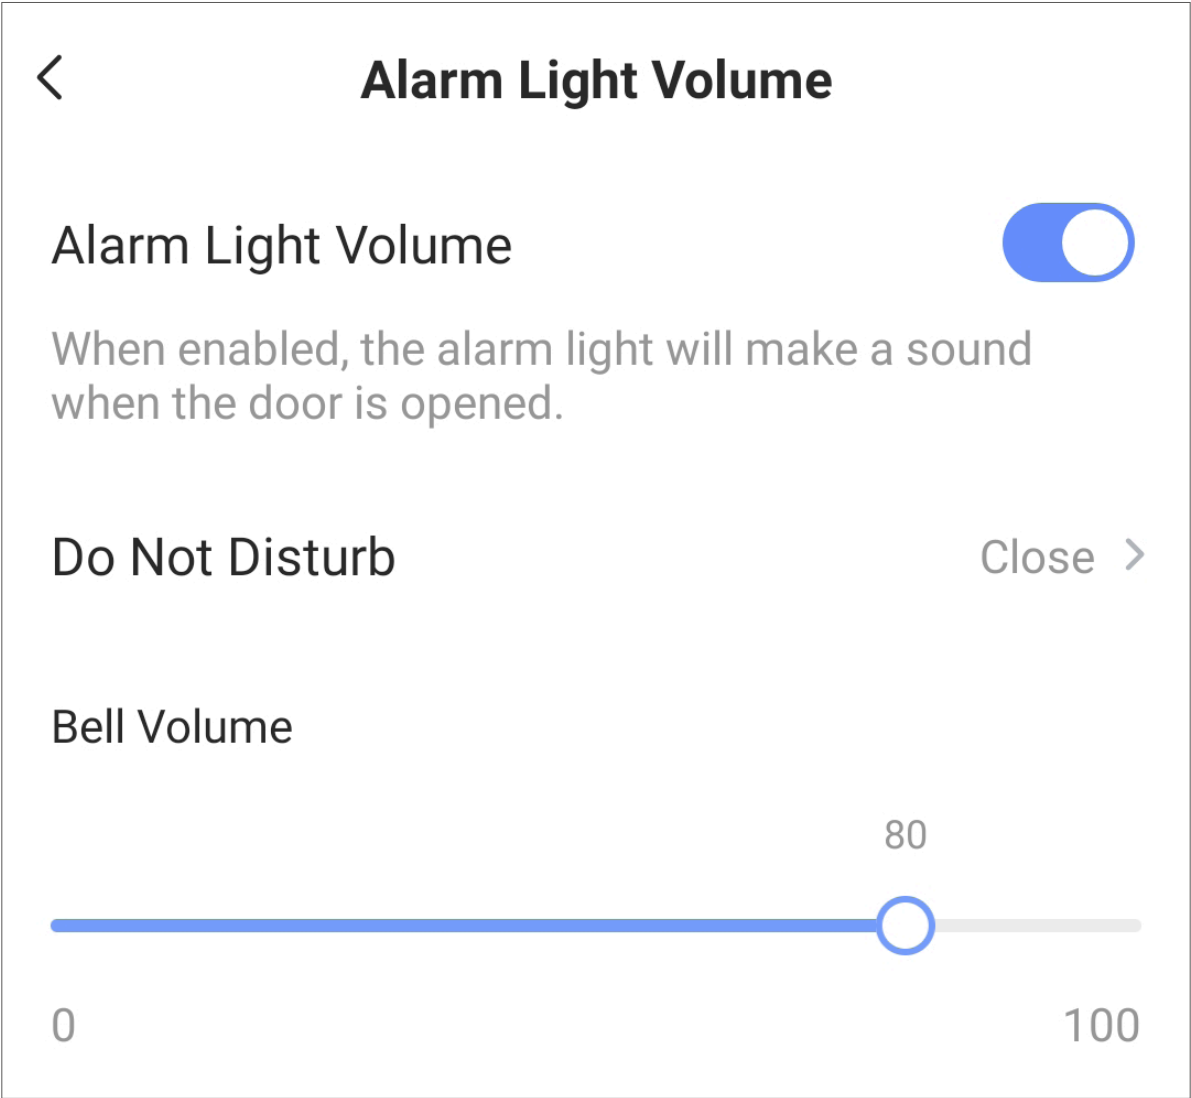 Alarm Light Volume
Alarm Light Volume
When enabled, the alarm light will make a sound
when the door is opened.
Do Not Disturb Close
Bell Volume
80
0 100